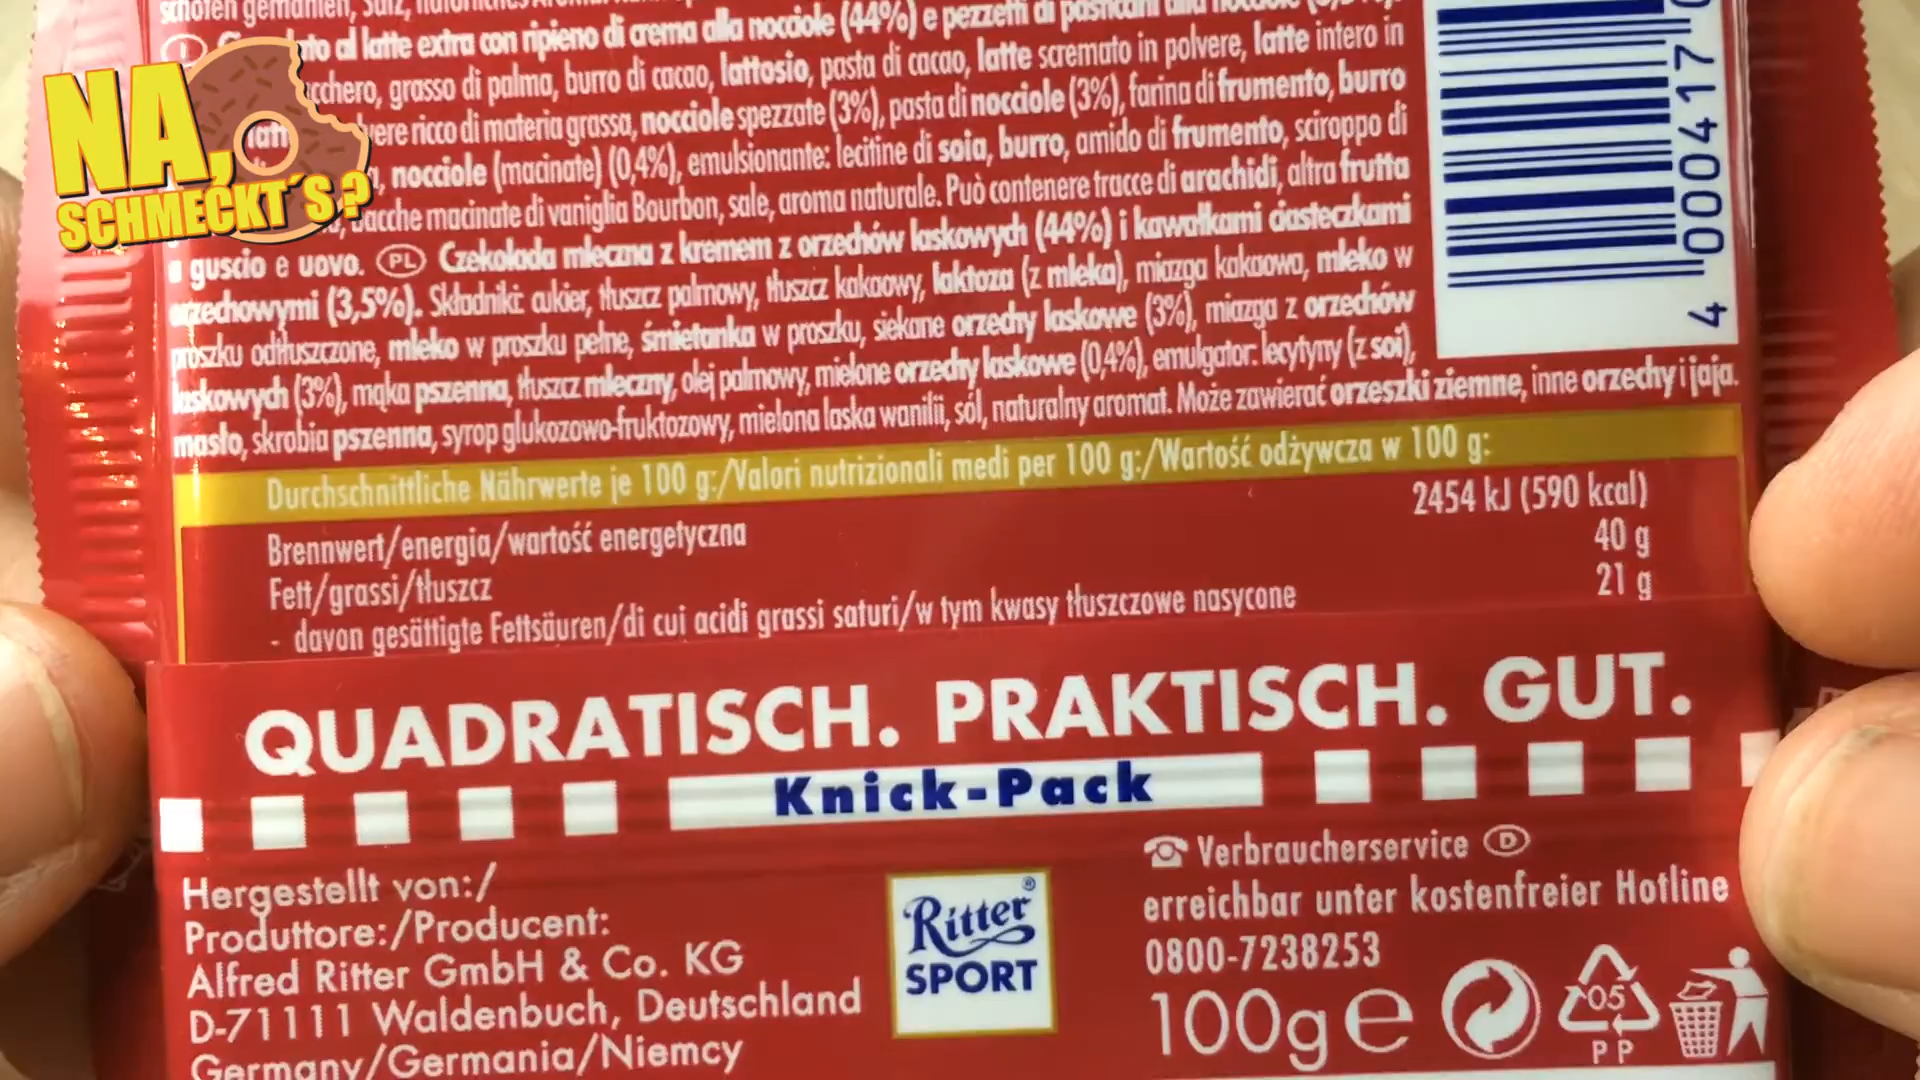 schoten gemahlen, Salz,
al latte extra con ripieno di crema alla nocciole (44%) e pezzetti di
grasso di palma, burro di cacao, lattosio, pasta di cacao, latte scremato in polvere, latte intero in
ricco di materia grassa, nocciole spezzate (3%), pasta di nocciole (3%), farina di frumento, burro
nocciole (macinate) (0,4%), emulsionante: lecitine di soia, burro, amido di frumento, sciroppo di
macinate di vaniglia Bourbon, sale, aroma naturale. Può contenere tracce di arachidi, altra frutta
a guscio e uovo. PL Czekolada mleczna z kremem z orzechów laskowych (44%) i kawałkami ciasteczkami
orzechowymi (3,5%). Składniki: cukier, tłuszcz palmowy, tłuszcz kakaowy, laktoza (z mleka), miazga kakaowa, mleko w
proszku odtłuszczone, mleko w proszku pełne, śmietanka w proszku, siekane orzechy laskowe (3%), miazga z orzechów
laskowych (3%), mąka pszenna, tłuszcz mleczny, olej palmowy, mielone orzechy laskowe (0,4%), emulgator: lecytyny (z soi),
masło, skrobia pszenna, syrop glukozowo-fruktozowy, mielona laska wanilii, sól, naturalny aromat. Może zawierać orzeszki ziemne, inne orzechy i jaja.
NA,
SCHMECKT´S?
4 000417 0
Durchschnittliche Nährwerte je 100 g:/Valori nutrizionali medi per 100 g:/Wartość odżywcza w 100 g:
Brennwert/energia/wartość energetyczna 2454 kJ (590 kcal)
Fett/grassi/tłuszcz 40 g
- davon gesättigte Fettsäuren/di cui acidi grassi saturi/w tym kwasy tłuszczowe nasycone 21 g
QUADRATISCH. PRAKTISCH. GUT.
Knick-Pack
Hergestellt von:/
Produttore:/Producent:
Alfred Ritter GmbH & Co. KG
D-71111 Waldenbuch, Deutschland
Germany/Germania/Niemcy
Ritter®
SPORT
Verbraucherservice D
erreichbar unter kostenfreier Hotline
0800-7238253
100g e
05
PP